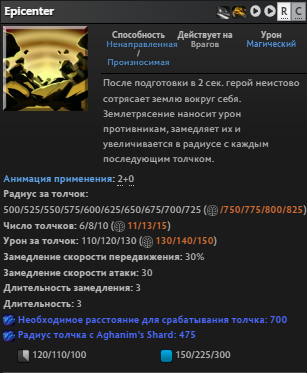 Epicenter R C
Способность Действует на Урон
Ненаправленная Врагов Магический
/
Произносимая
После подготовки в 2 сек. герой неистово
сотрясает землю вокруг себя.
Землетрясение наносит урон
противникам, замедляет их и
увеличивается в радиусе с каждым
последующим толчком.
Анимация применения: 2+0
Радиус за толчок:
500/525/550/575/600/625/650/675/700/725 ( /750/775/800/825)
Число толчков: 6/8/10 ( 11/13/15)
Урон за толчок: 110/120/130 ( 130/140/150)
Замедление скорости передвижения: 30%
Замедление скорости атаки: 30
Длительность замедления: 3
Длительность: 3
Необходимое расстояние для срабатывания толчка: 700
Радиус толчка с Aghanim's Shard: 475
120/110/100 150/225/300